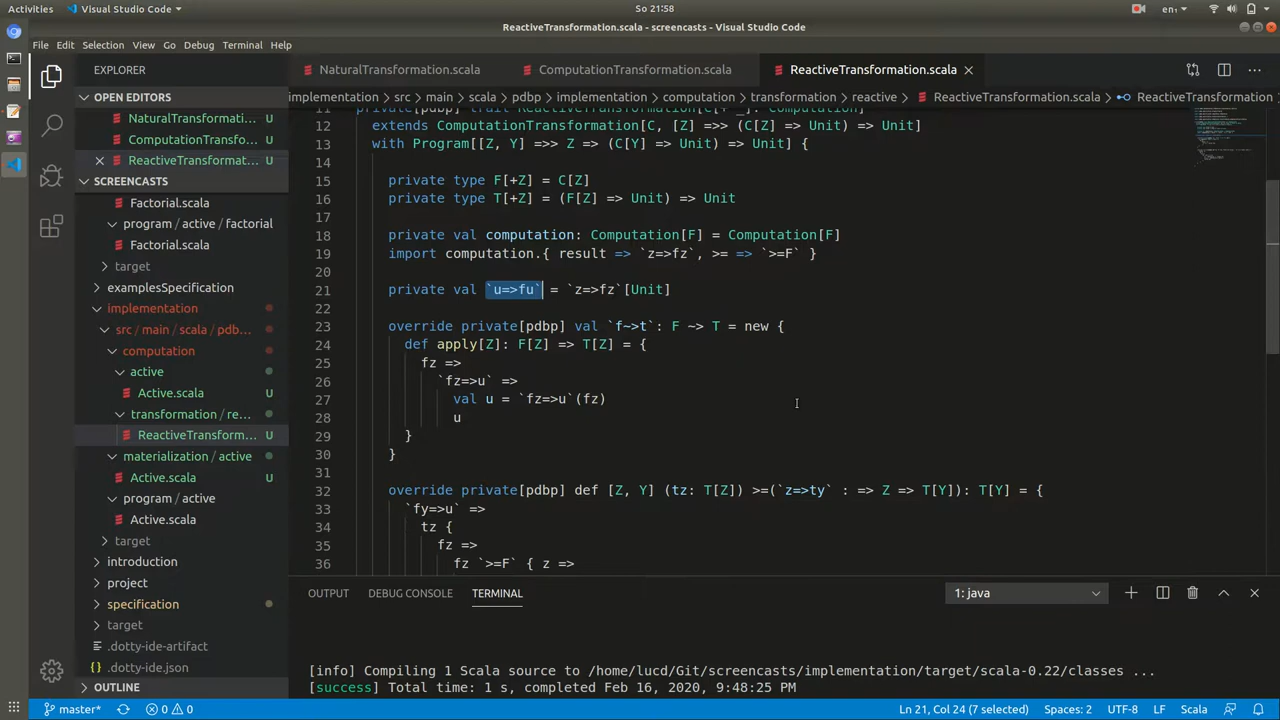 Activities
Visual Studio Code
So 21:58
en₁
ReactiveTransformation.scala - screencasts - Visual Studio Code
File Edit Selection View Go Debug Terminal Help
EXPLORER
NaturalTransformation.scala
ComputationTransformation.scala
ReactiveTransformation.scala
OPEN EDITORS
implementation > src > main > scala > pdbp > implementation > computation > transformation > reactive > ReactiveTransformation.scala > ReactiveTransformation
NaturalTransformati... U
ComputationTransfo... U
ReactiveTransformat... U
SCREENCASTS
Factorial.scala
program / active / factorial
Factorial.scala
target
examplesSpecification
implementation
src / main / scala / pdb...
computation
active
Active.scala U
transformation / re...
ReactiveTransform... U
materialization / active
Active.scala U
program / active
Active.scala
target
introduction
project
specification
target
.dotty-ide-artifact
.dotty-ide.json
OUTLINE
12 extends ComputationTransformation[C, [Z] =>> (C[Z] => Unit) => Unit]
13 with Program[[Z, Y] =>> Z => (C[Y] => Unit) => Unit] {
14
15 private type F[+Z] = C[Z]
16 private type T[+Z] = (F[Z] => Unit) => Unit
17
18 private val computation: Computation[F] = Computation[F]
19 import computation.{ result => `z=>fz`, >= => `>=F` }
20
21 private val `u=>fu` = `z=>fz`[Unit]
22
23 override private[pdbp] val `f~>t`: F ~> T = new {
24 def apply[Z]: F[Z] => T[Z] = {
25 fz =>
26 `fz=>u` =>
27 val u = `fz=>u`(fz)
28 u
29 }
30 }
31
32 override private[pdbp] def [Z, Y] (tz: T[Z]) >=(`z=>ty` : => Z => T[Y]): T[Y] = {
33 `fy=>u` =>
34 tz {
35 fz =>
36 fz `>=F` { z =>
OUTPUT DEBUG CONSOLE TERMINAL
1: java
[info] Compiling 1 Scala source to /home/lucd/Git/screencasts/implementation/target/scala-0.22/classes ...
[success] Total time: 1 s, completed Feb 16, 2020, 9:48:25 PM
master* 0 0 Ln 21, Col 24 (7 selected) Spaces: 2 UTF-8 LF Scala